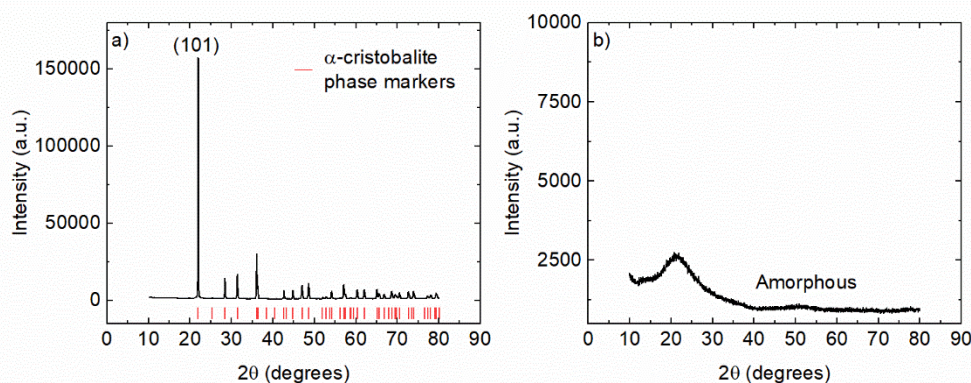 a)
(101)
α-cristobalite
phase markers
150000
100000
50000
0
Intensity (a.u.)
0 10 20 30 40 50 60 70 80 90
2θ (degrees)
b)
10000
7500
5000
2500
Intensity (a.u.)
Amorphous
0 10 20 30 40 50 60 70 80 90
2θ (degrees)